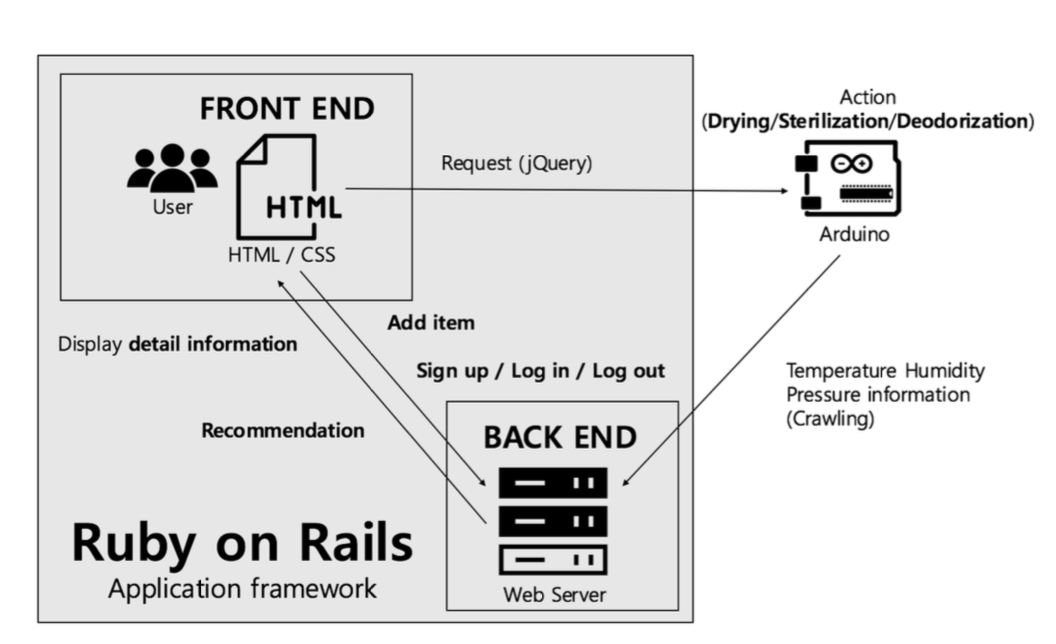 FRONT END
User
HTML
HTML / CSS
Request (jQuery)
Action
(Drying/Sterilization/Deodorization)
Arduino
Add item
Display detail information
Sign up / Log in / Log out
Temperature Humidity
Pressure information
(Crawling)
Recommendation
BACK END
Web Server
Ruby on Rails
Application framework